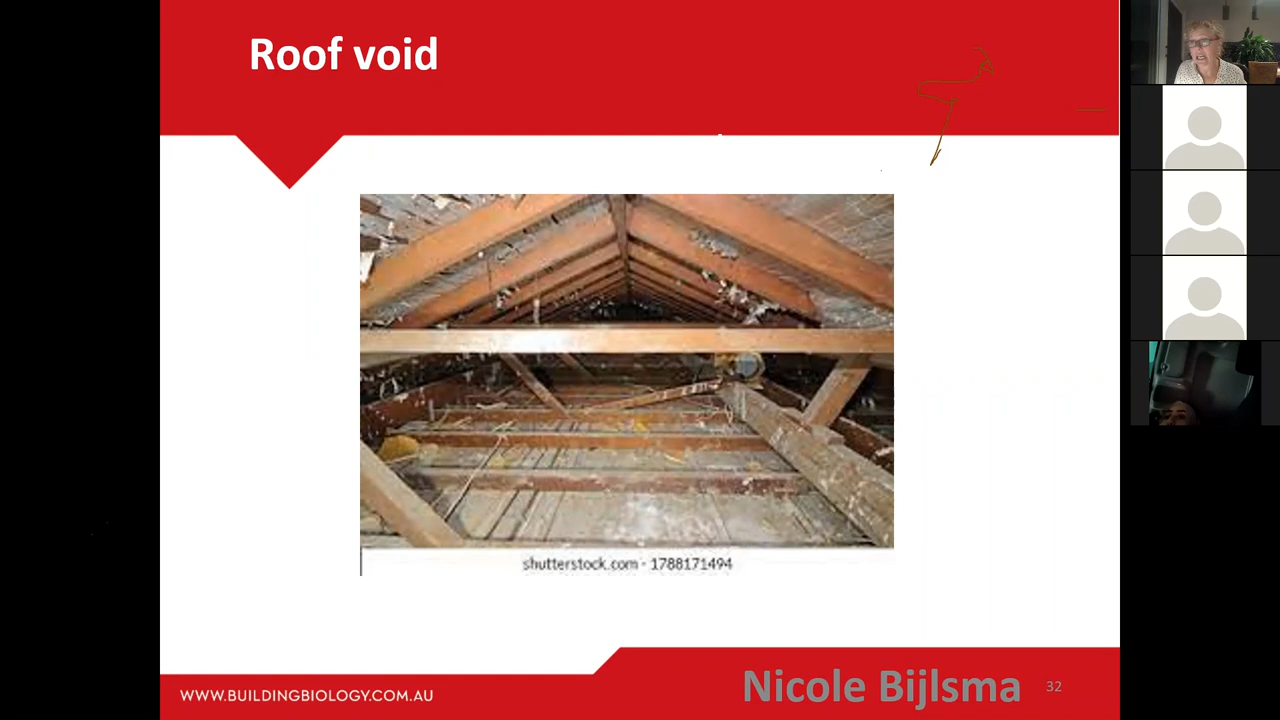 Roof void
shutterstock.com · 1788171494
WWW.BUILDINGBIOLOGY.COM.AU
Nicole Bijlsma
32